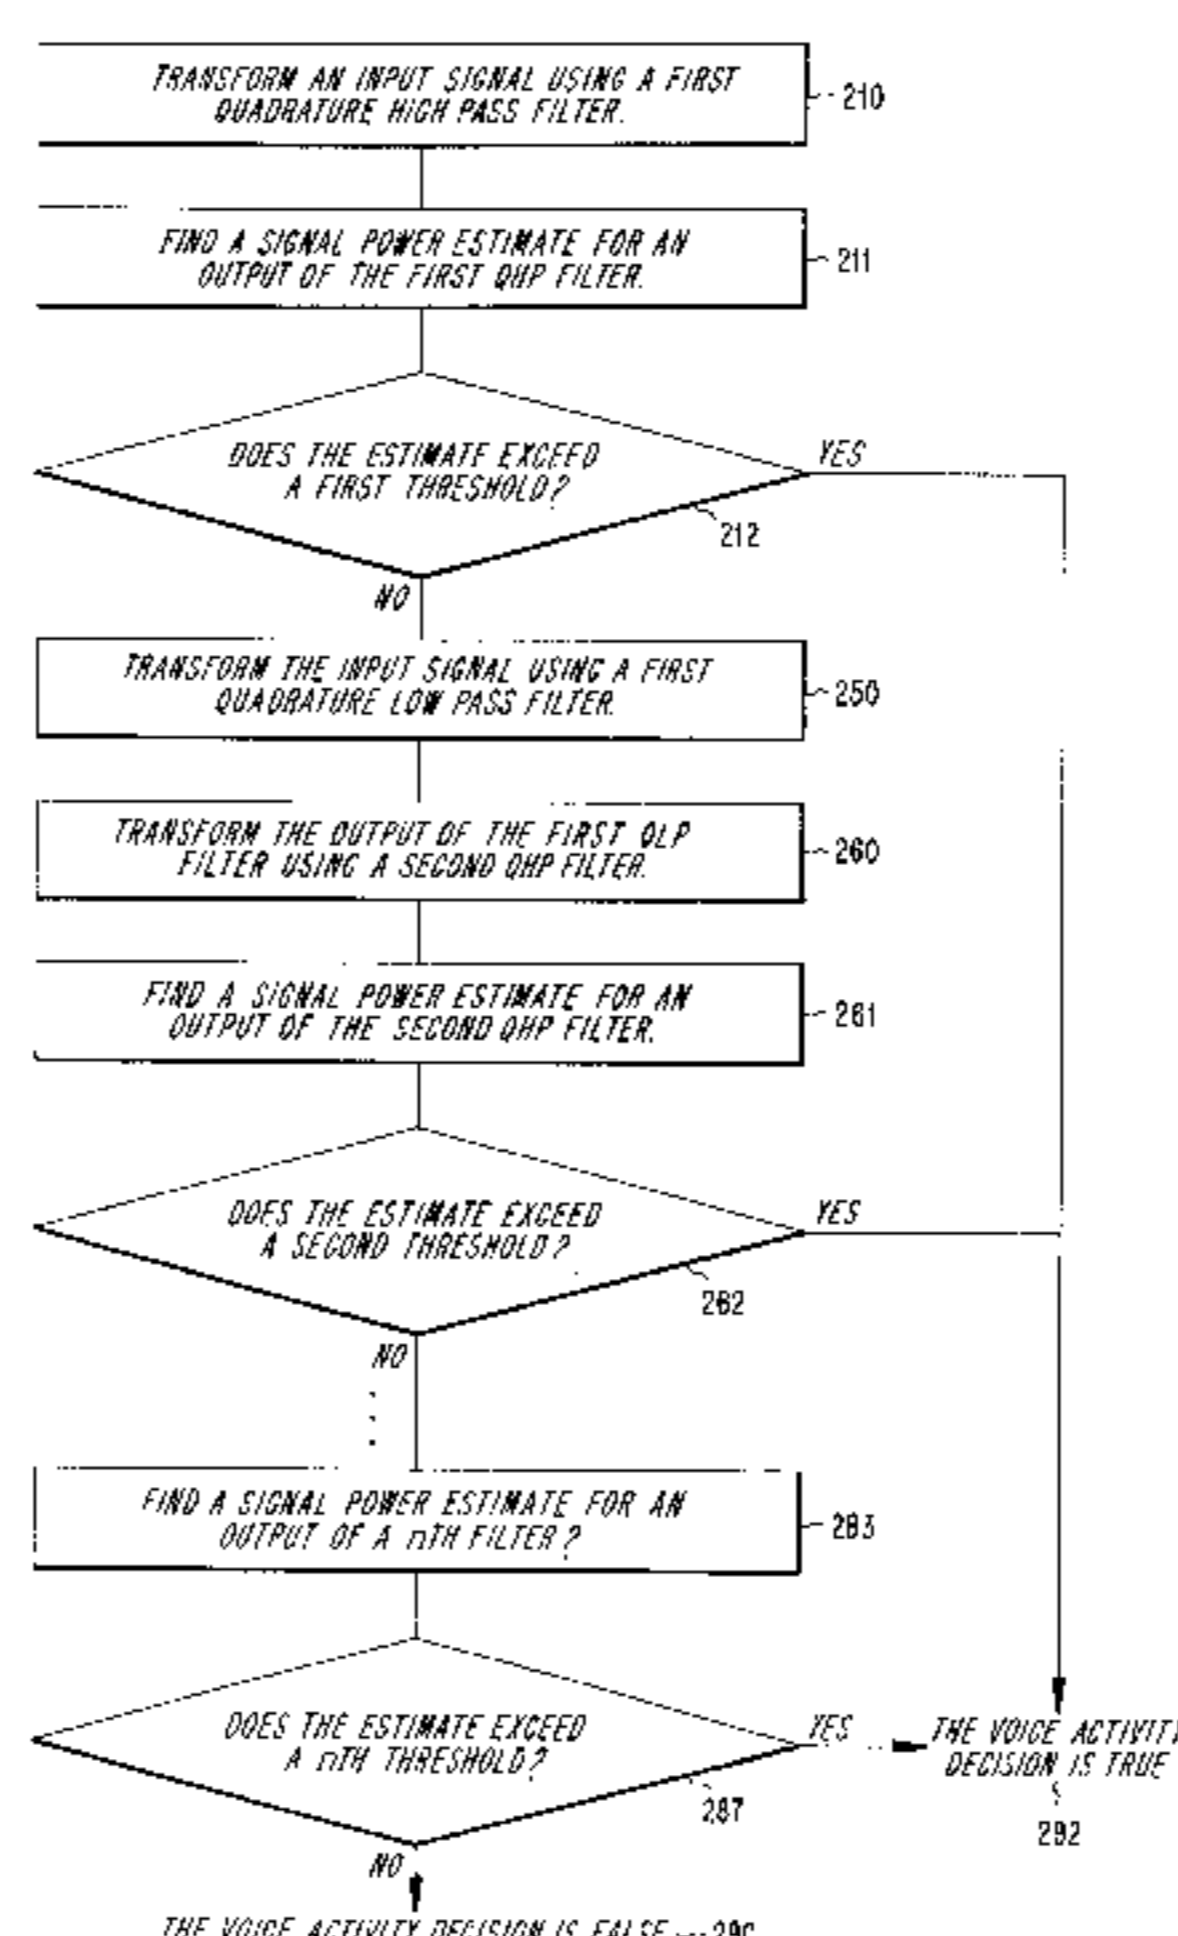 TRANSFORM AN INPUT SIGNAL USING A FIRST
QUADRATURE HIGH PASS FILTER.
210
FIND A SIGNAL POWER ESTIMATE FOR AN
OUTPUT OF THE FIRST QHP FILTER.
211
DOES THE ESTIMATE EXCEED
A FIRST THRESHOLD?
YES
212
NO
TRANSFORM THE INPUT SIGNAL USING A FIRST
QUADRATURE LOW PASS FILTER.
250
TRANSFORM THE OUTPUT OF THE FIRST QLP
FILTER USING A SECOND QHP FILTER.
260
FIND A SIGNAL POWER ESTIMATE FOR AN
OUTPUT OF THE SECOND QHP FILTER.
261
DOES THE ESTIMATE EXCEED
A SECOND THRESHOLD?
YES
262
NO
FIND A SIGNAL POWER ESTIMATE FOR AN
OUTPUT OF A nTH FILTER?
283
DOES THE ESTIMATE EXCEED
A nTH THRESHOLD?
YES
287
THE VOICE ACTIVITY
DECISION IS TRUE
292
NO
THE VOICE ACTIVITY DECISION IS FALSE